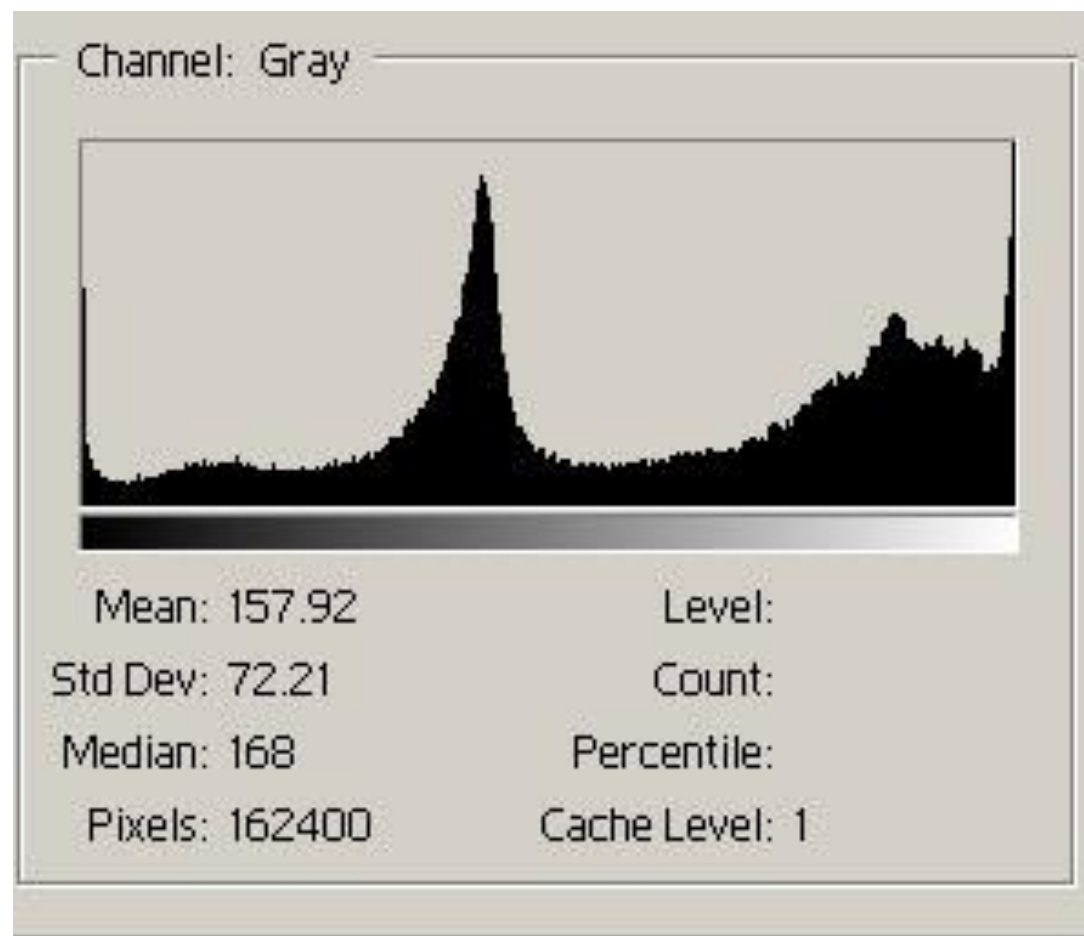 Channel: Gray
Mean: 157.92 Level:
Std Dev: 72.21 Count:
Median: 168 Percentile:
Pixels: 162400 Cache Level: 1